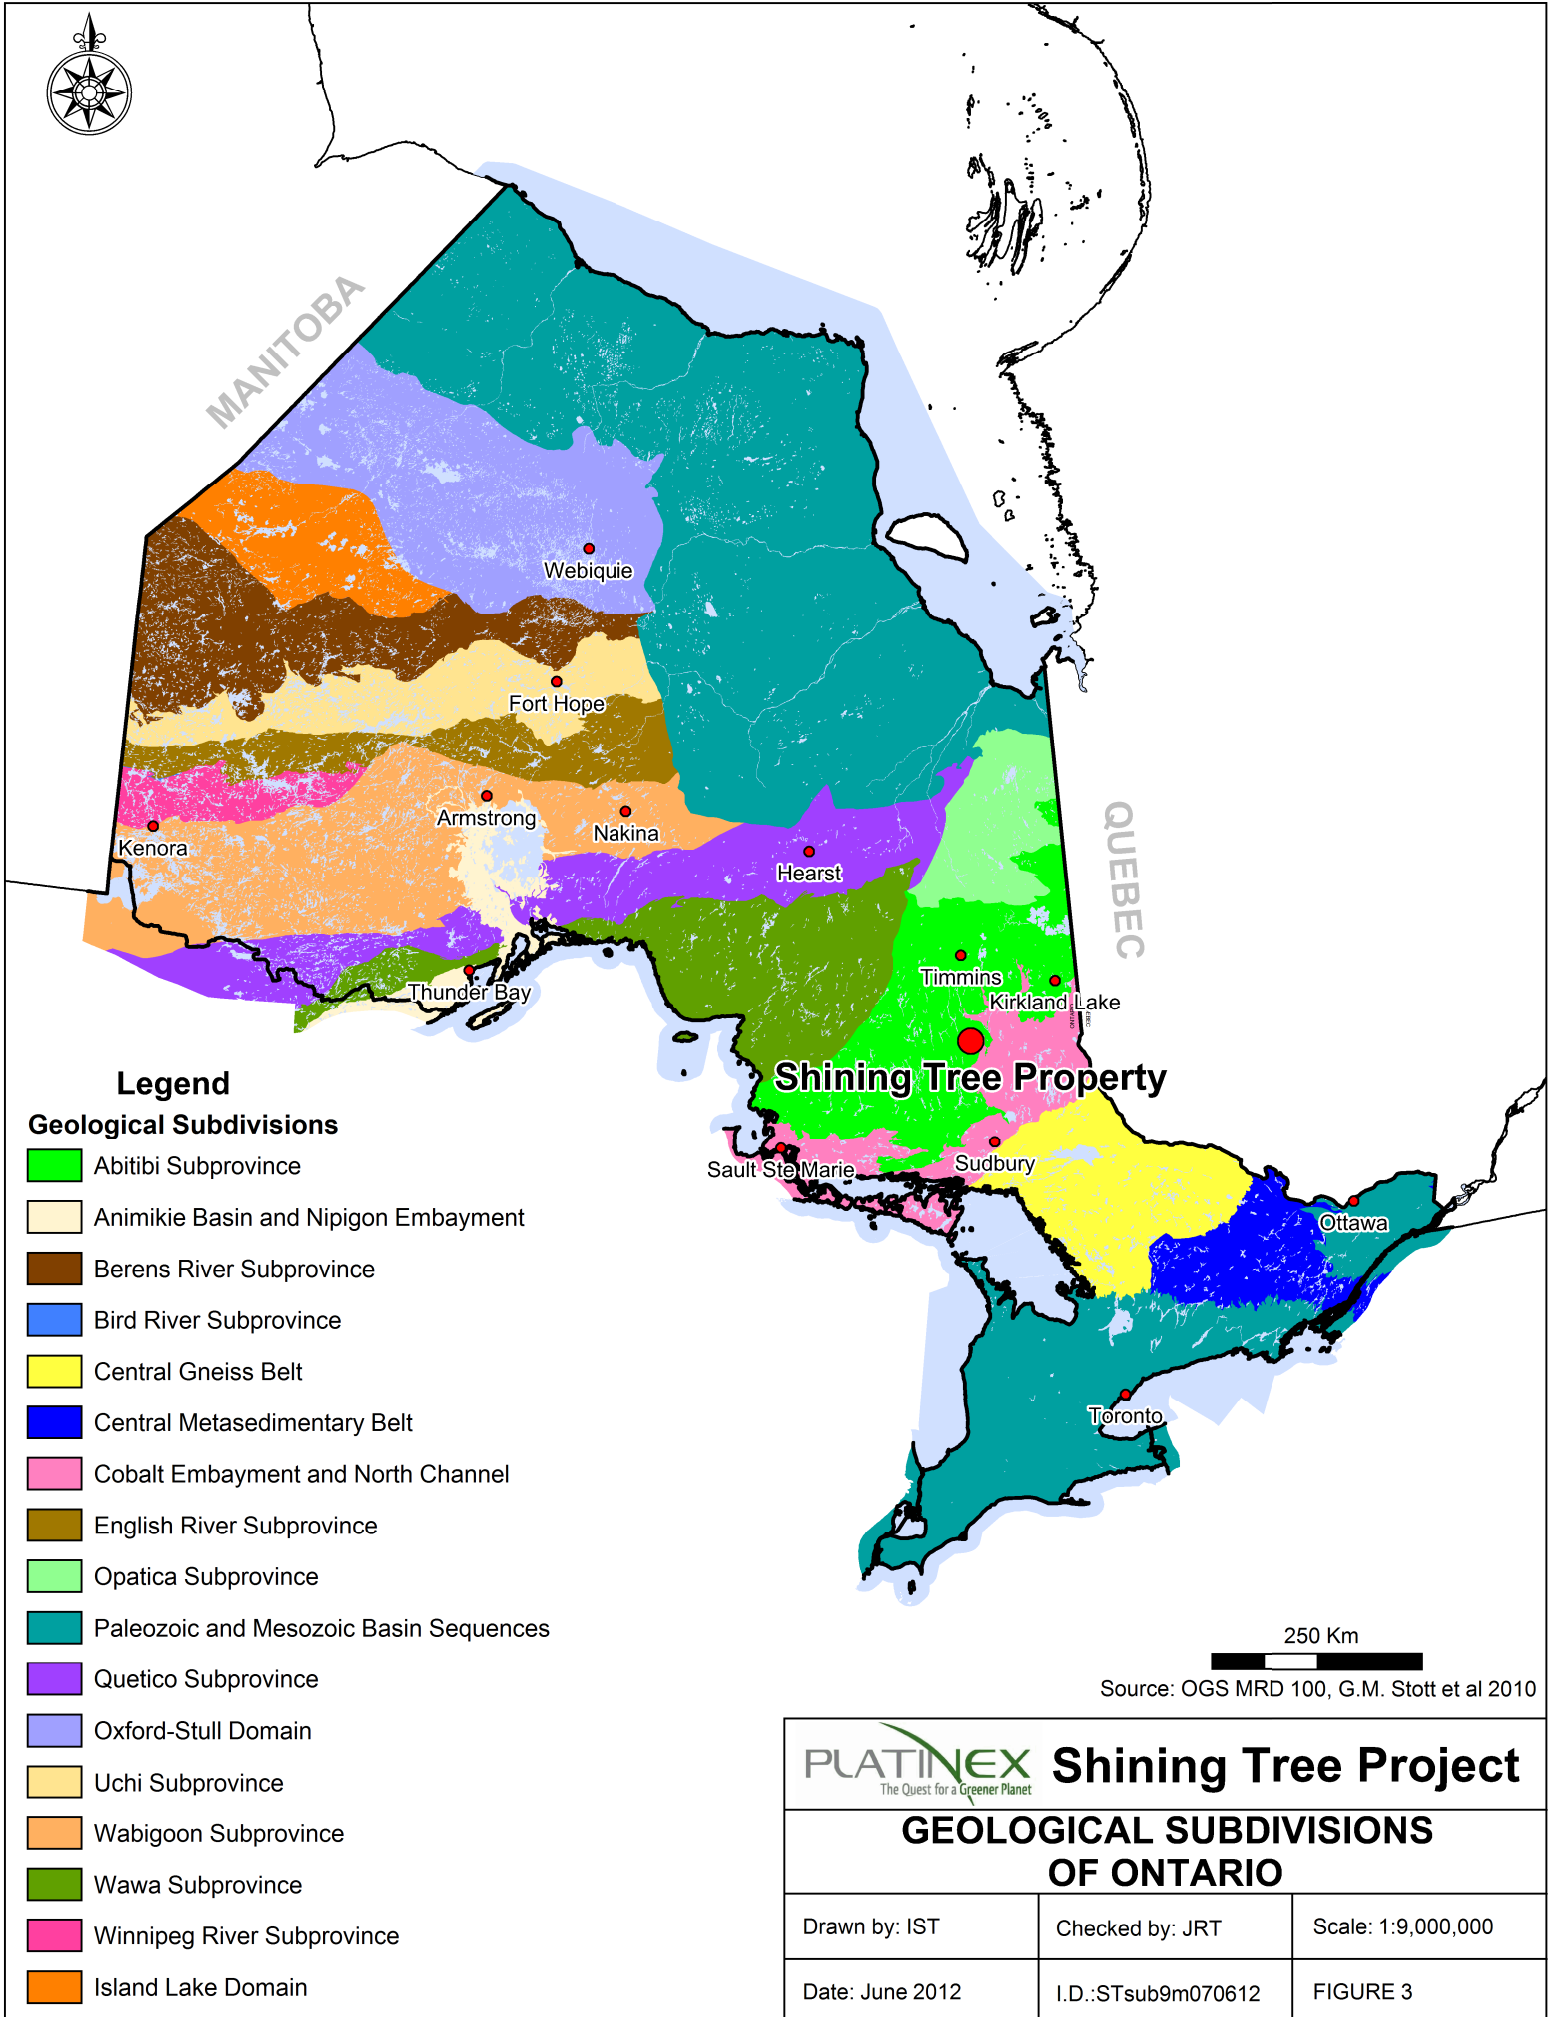 MANITOBA
QUEBEC
Webiquie
Fort Hope
Armstrong
Nakina
Kenora
Hearst
Thunder Bay
Timmins
Kirkland Lake
Shining Tree Property
Sault Ste Marie
Sudbury
Ottawa
Toronto
Legend
Geological Subdivisions
Abitibi Subprovince
Animikie Basin and Nipigon Embayment
Berens River Subprovince
Bird River Subprovince
Central Gneiss Belt
Central Metasedimentary Belt
Cobalt Embayment and North Channel
English River Subprovince
Opatica Subprovince
Paleozoic and Mesozoic Basin Sequences
Quetico Subprovince
Oxford-Stull Domain
Uchi Subprovince
Wabigoon Subprovince
Wawa Subprovince
Winnipeg River Subprovince
Island Lake Domain
250 Km
Source: OGS MRD 100, G.M. Stott et al 2010
PLATINEX
The Quest for a Greener Planet
Shining Tree Project
GEOLOGICAL SUBDIVISIONS
OF ONTARIO
Drawn by: IST
Checked by: JRT
Scale: 1:9,000,000
Date: June 2012
I.D.:STsub9m070612
FIGURE 3